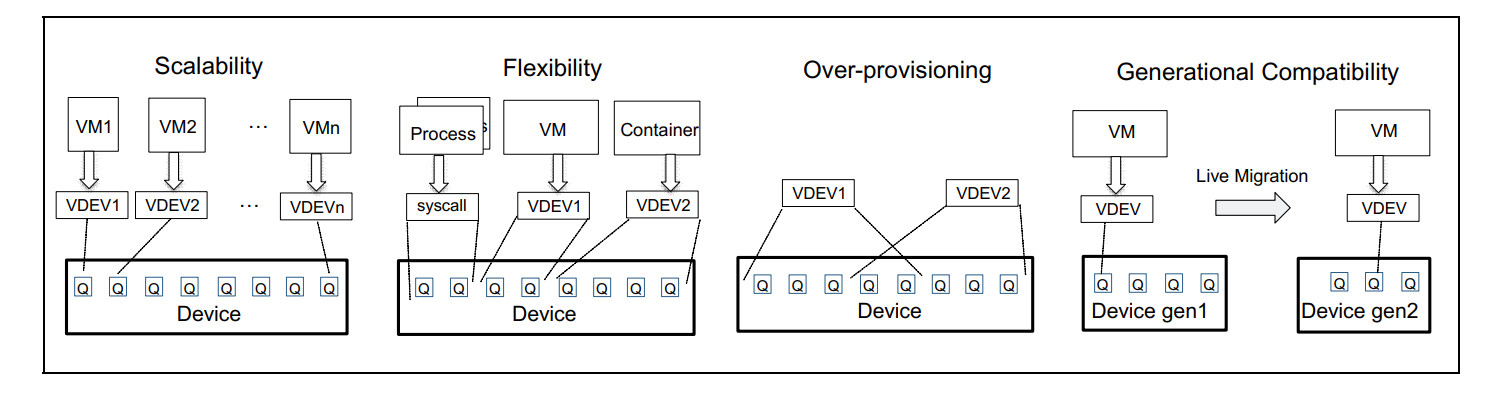 Scalability
VM1 VM2 ... VMn
VDEV1 VDEV2 ... VDEVn
Q Q Q Q Q Q Q Q
Device
Flexibility
Process s VM Container
syscall VDEV1 VDEV2
Q Q Q Q Q Q Q Q
Device
Over-provisioning
VDEV1 VDEV2
Q Q Q Q Q Q Q Q
Device
Generational Compatibility
VM VM
Live Migration
VDEV VDEV
Q Q Q Q Q Q Q
Device gen1 Device gen2